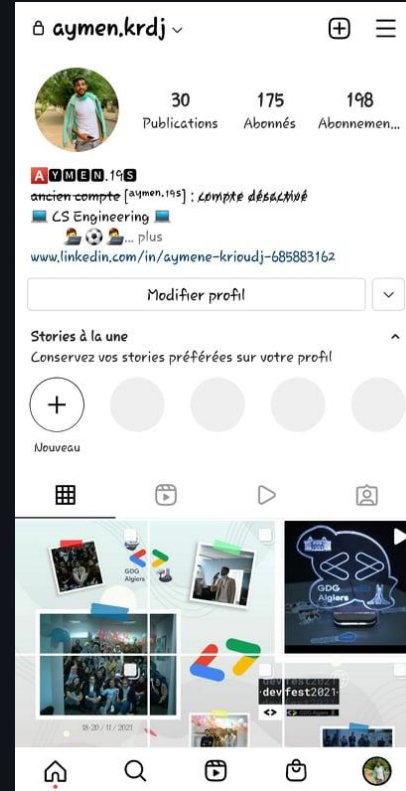 aymen.krdj
30 175 198
Publications Abonnés Abonnemen...
🅰🅨🅜🅔🅝.19🆂
ancien compte [ᵃʸᵐᵉⁿ.¹⁹ˢ] : compte désactivé
💻 CS Engineering 💻
👨‍💻⚽👨‍💻... plus
www.linkedin.com/in/aymene-krioudj-685883162
Modifier profil
Stories à la une
Conservez vos stories préférées sur votre profil
Nouveau
GDG
Algiers
GDG
Algiers
18-20 / 11 / 2021
devfest2021
devfest2021